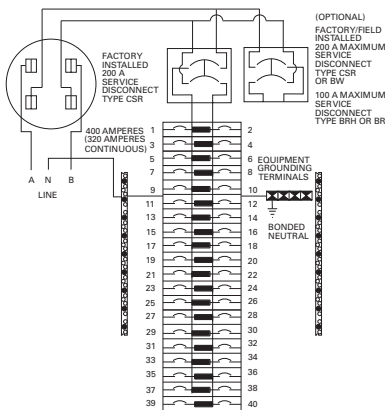 (OPTIONAL)
FACTORY/FIELD
INSTALLED
200 A MAXIMUM
SERVICE
DISCONNECT
TYPE CSR
OR BW
100 A MAXIMUM
SERVICE
DISCONNECT
TYPE BRH OR BR
FACTORY
INSTALLED
200 A
SERVICE
DISCONNECT
TYPE CSR
400 AMPERES
(320 AMPERES
CONTINUOUS)
A N B
LINE
EQUIPMENT
GROUNDING
TERMINALS
BONDED
NEUTRAL
1 2
3 4
5 6
7 8
9 10
11 12
13 14
15 16
17 18
19 20
21 22
23 24
25 26
27 28
29 30
31 32
33 34
35 36
37 38
39 40